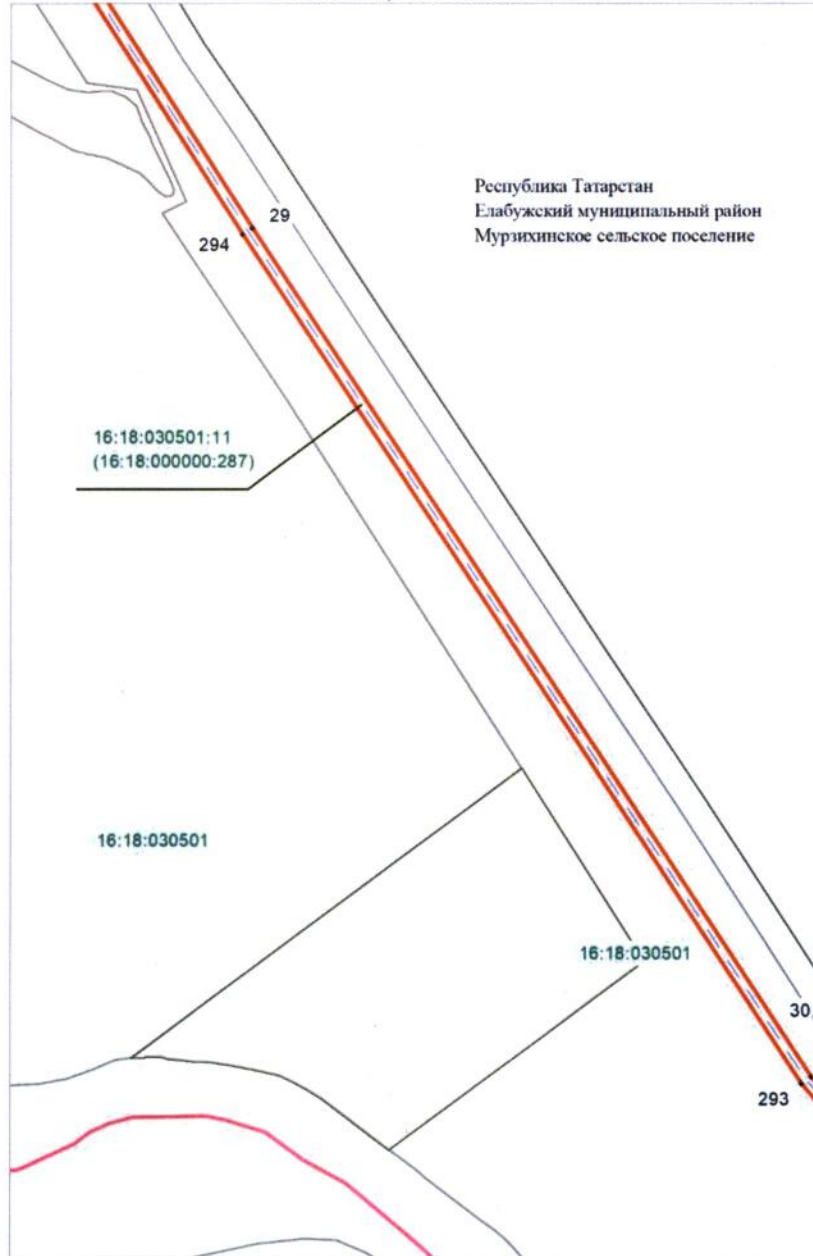 Республика Татарстан
Елабужский муниципальный район
Мурзихинское сельское поселение
29
294
16:18:030501:11
(16:18:000000:287)
16:18:030501
16:18:030501
30
293